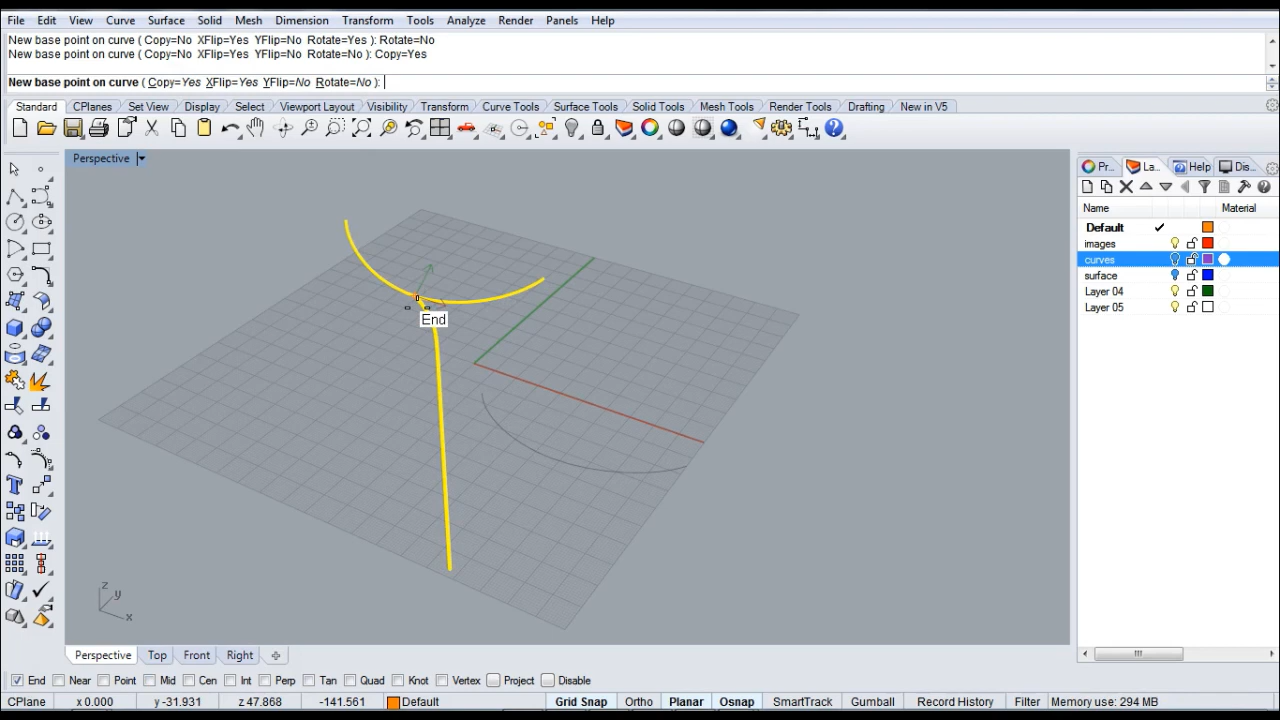 File Edit View Curve Surface Solid Mesh Dimension Transform Tools Analyze Render Panels Help
New base point on curve ( Copy=No XFlip=Yes YFlip=No Rotate=Yes ): Rotate=No
New base point on curve ( Copy=No XFlip=Yes YFlip=No Rotate=No ): Copy=Yes
New base point on curve ( Copy=Yes XFlip=Yes YFlip=No Rotate=No ):
Standard CPlanes Set View Display Select Viewport Layout Visibility Transform Curve Tools Surface Tools Solid Tools Mesh Tools Render Tools Drafting New in V5
Perspective
Pr... La... Help Dis...
Name Material
Default
images
curves
surface
Layer 04
Layer 05
End
z
y
x
Perspective Top Front Right
End Near Point Mid Cen Int Perp Tan Quad Knot Vertex Project Disable
CPlane x 0.000 y -31.931 z 47.868 -141.561 Default Grid Snap Ortho Planar Osnap SmartTrack Gumball Record History Filter Memory use: 294 MB